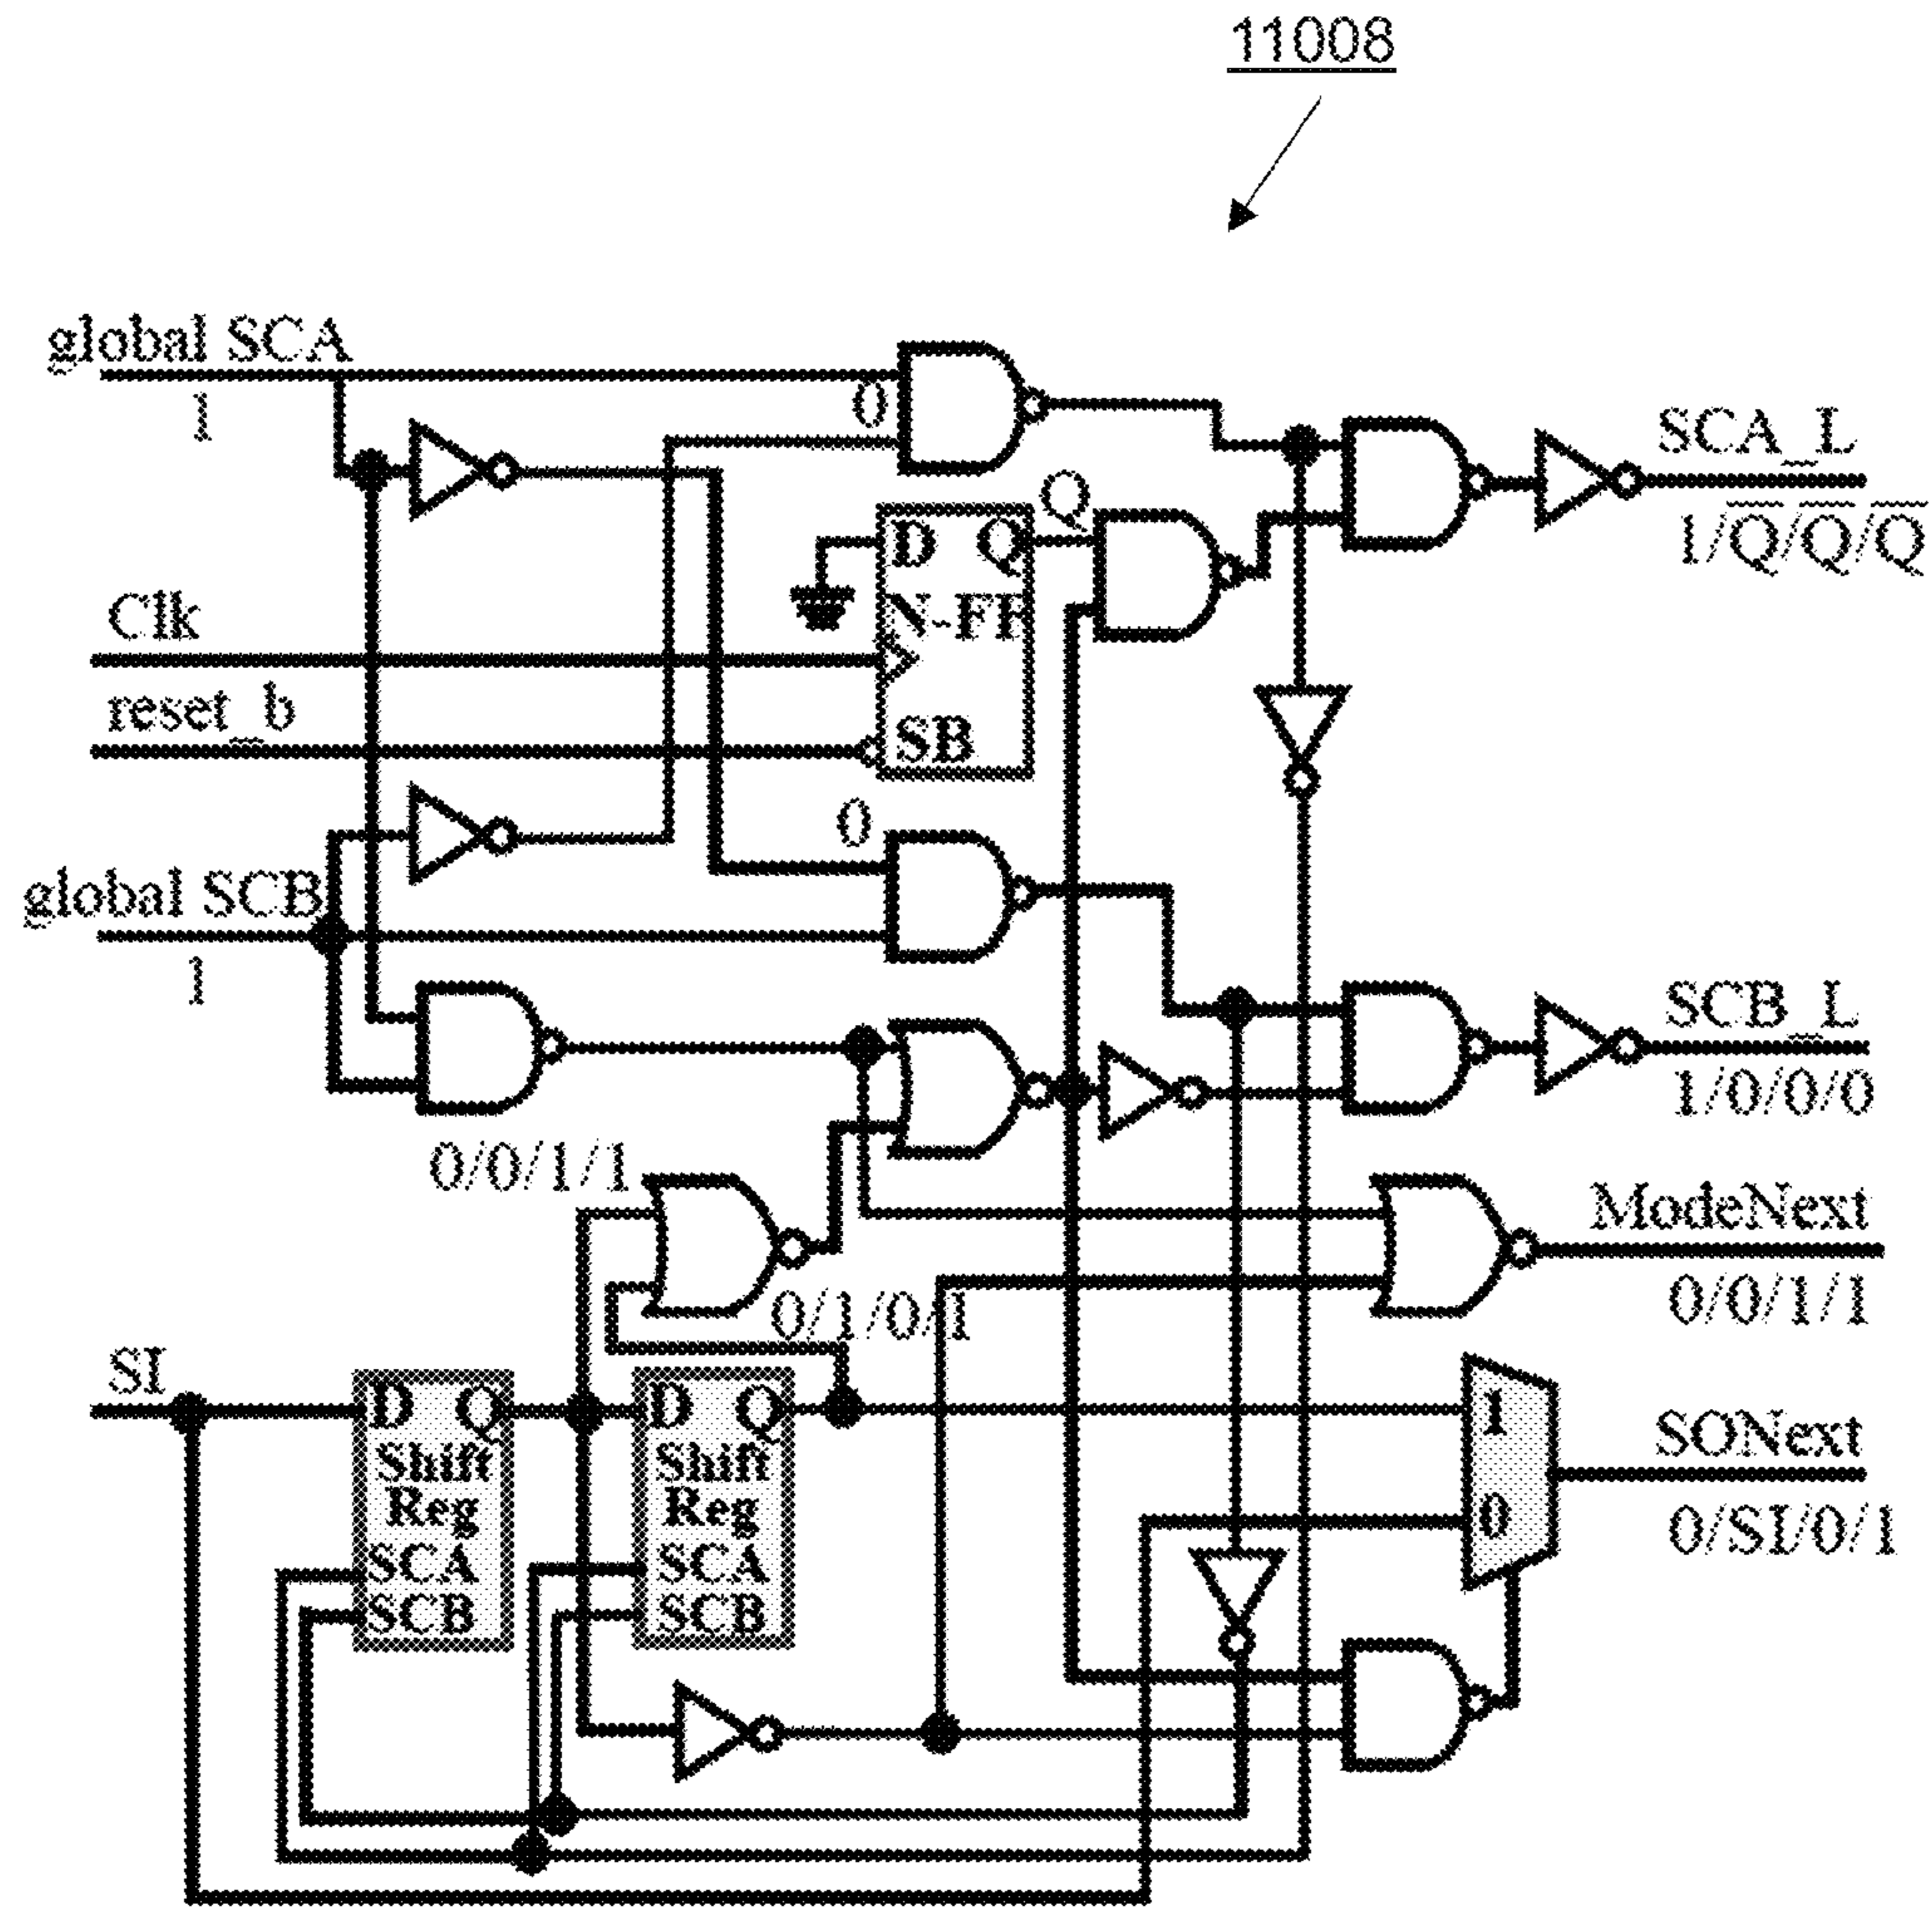 11008
global SCA
1
0
SCA_L
1/Q̅/Q̅/Q̅
Q
D Q
N-FF
SB
Clk
reset_b
0
global SCB
1
SCB_L
1/0/0/0
0/0/1/1
ModeNext
0/0/1/1
0/1/0/1
SI
D Q
Shift
Reg
SCA
SCB
D Q
Shift
Reg
SCA
SCB
1
0
SONext
0/SI/0/1